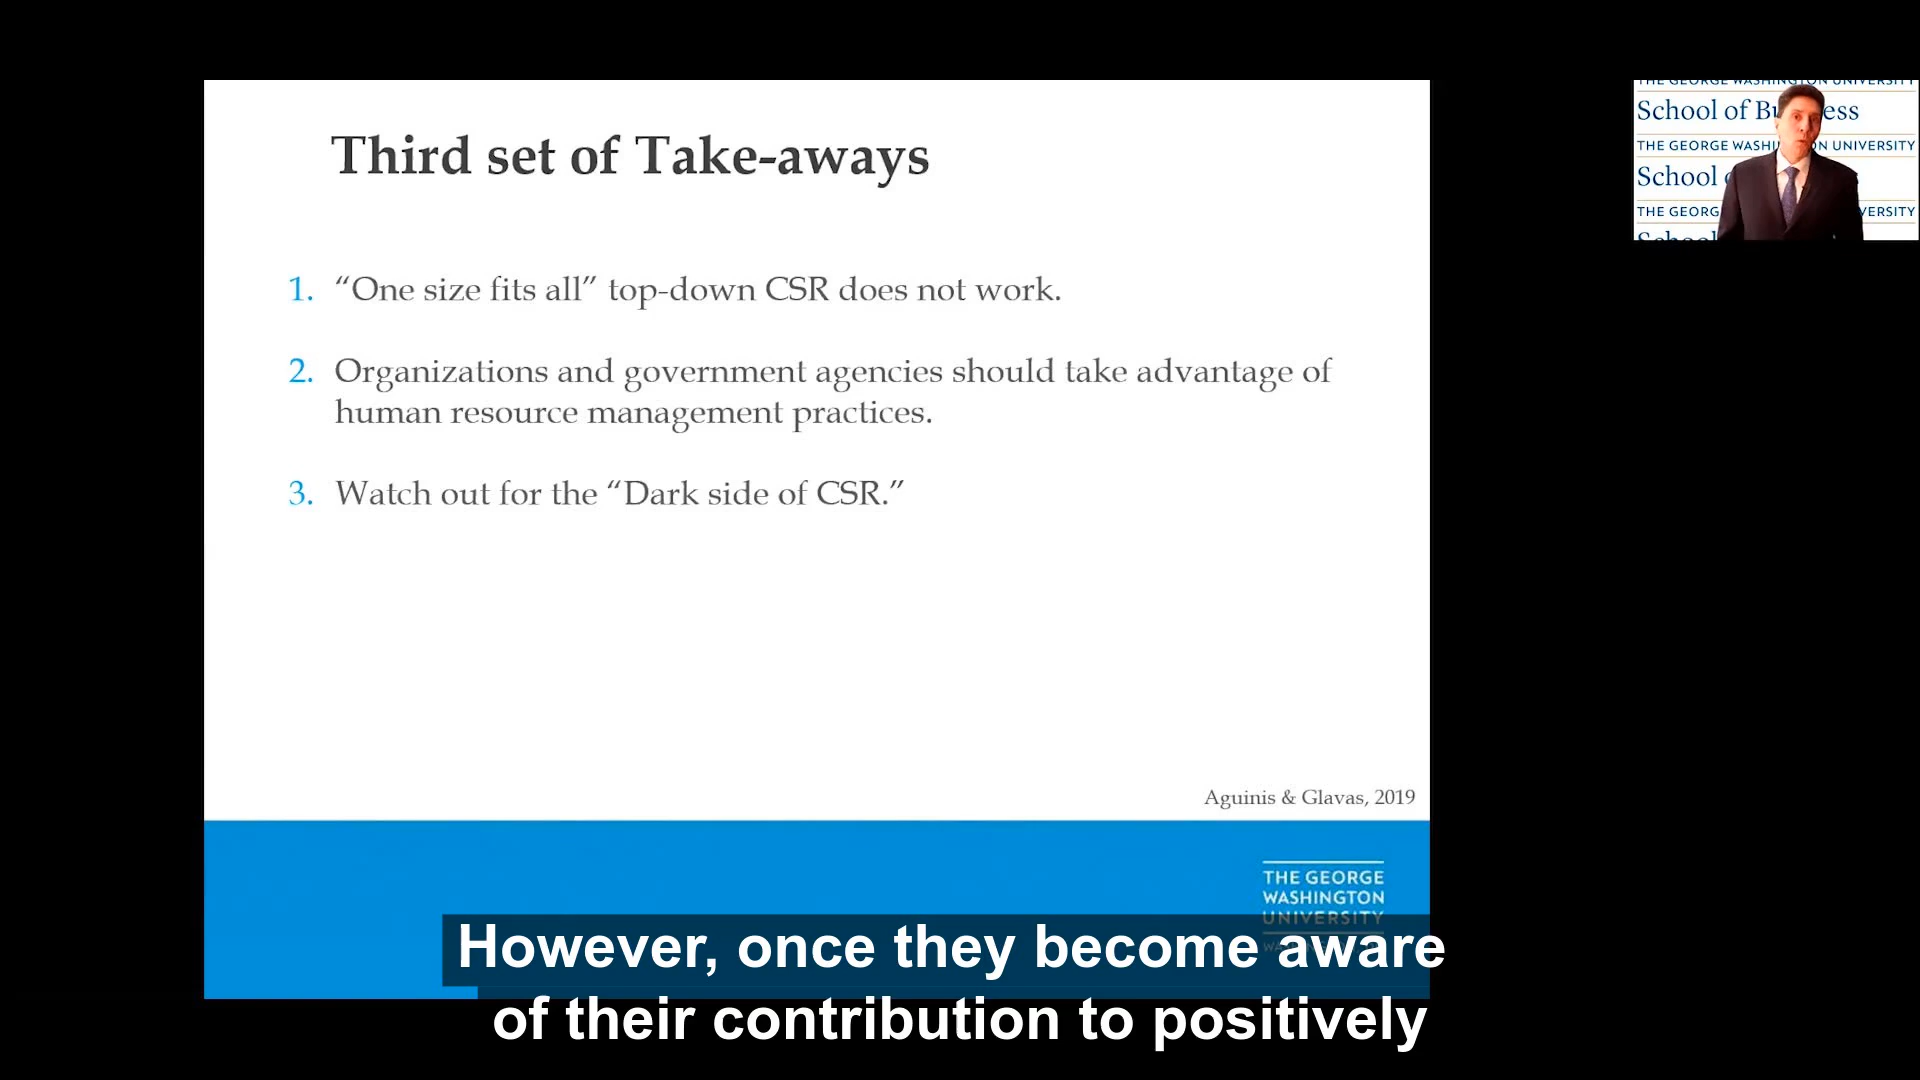 Third set of Take-aways
1. “One size fits all” top-down CSR does not work.
2. Organizations and government agencies should take advantage of
human resource management practices.
3. Watch out for the “Dark side of CSR.”
Aguinis & Glavas, 2019
THE GEORGE
WASHINGTON
UNIVERSITY
However, once they become aware
of their contribution to positively
THE GEORGE WASHINGTON UNIVERSITY
School of B ess
THE GEORGE WASHI N UNIVERSITY
School
THE GEORG VERSITY
School